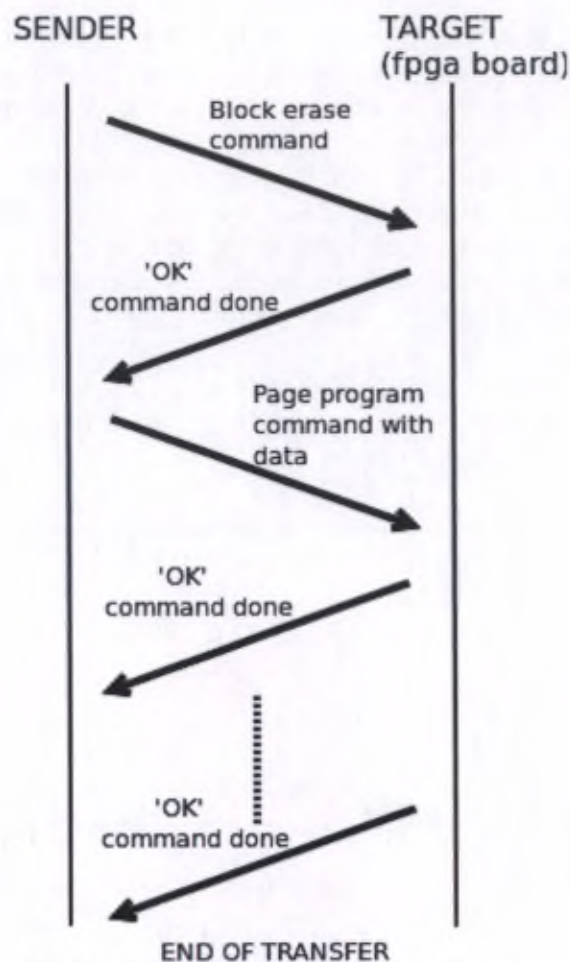 SENDER
TARGET
(fpga board)
Block erase
command
'OK'
command done
Page program
command with
data
'OK'
command done
'OK'
command done
END OF TRANSFER